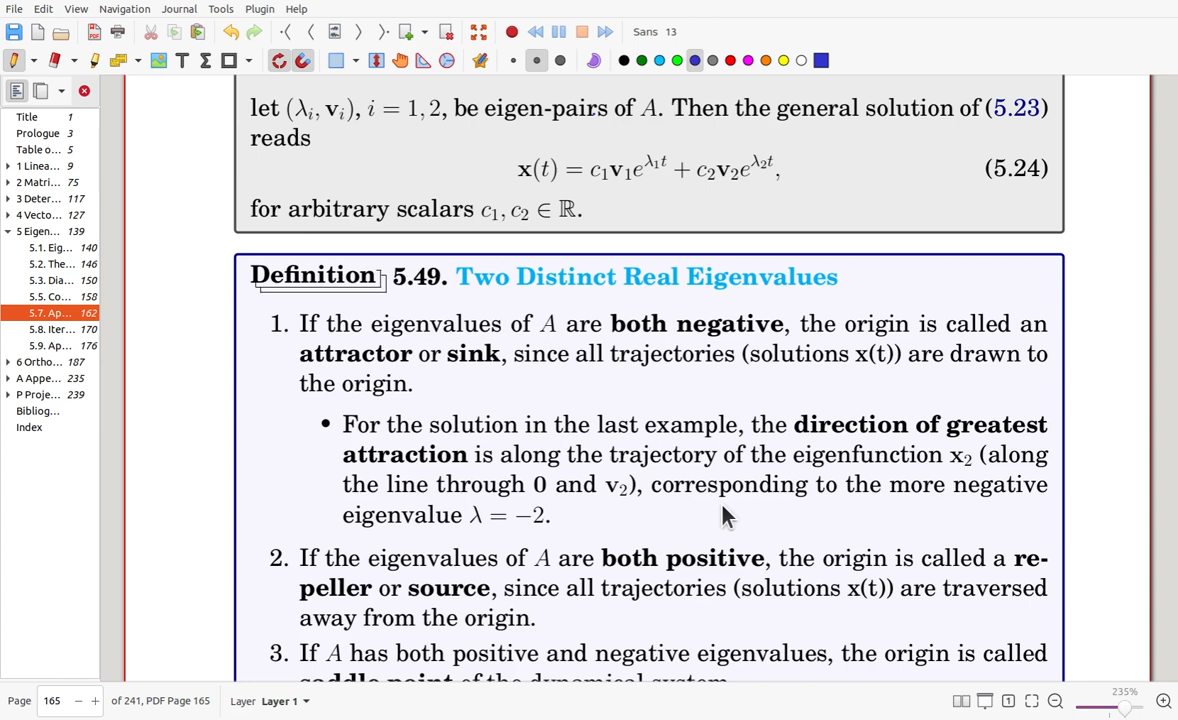 File Edit View Navigation Journal Tools Plugin Help
Sans 13
Title 1
Prologue 3
Table o... 5
1 Linea... 9
2 Matri... 75
3 Deter... 117
4 Vecto... 127
5 Eigen... 139
5.1. Eig... 140
5.2. The... 146
5.3. Dia... 150
5.5. Co... 158
5.7. Ap... 162
5.8. Iter... 170
5.9. Ap... 176
6 Ortho... 187
A Appe... 235
P Proje... 239
Bibliog...
Index
let (λᵢ, vᵢ), i = 1, 2, be eigen-pairs of A. Then the general solution of (5.23)
reads
x(t) = c₁v₁e^{λ₁t} + c₂v₂e^{λ₂t}, (5.24)
for arbitrary scalars c₁, c₂ ∈ ℝ.
Definition 5.49. Two Distinct Real Eigenvalues
1. If the eigenvalues of A are both negative, the origin is called an
attractor or sink, since all trajectories (solutions x(t)) are drawn to
the origin.
• For the solution in the last example, the direction of greatest
attraction is along the trajectory of the eigenfunction x₂ (along
the line through 0 and v₂), corresponding to the more negative
eigenvalue λ = −2.
2. If the eigenvalues of A are both positive, the origin is called a re-
peller or source, since all trajectories (solutions x(t)) are traversed
away from the origin.
3. If A has both positive and negative eigenvalues, the origin is called
saddle point of the dynamical system
Page 165 − + of 241, PDF Page 165 Layer Layer 1
235%